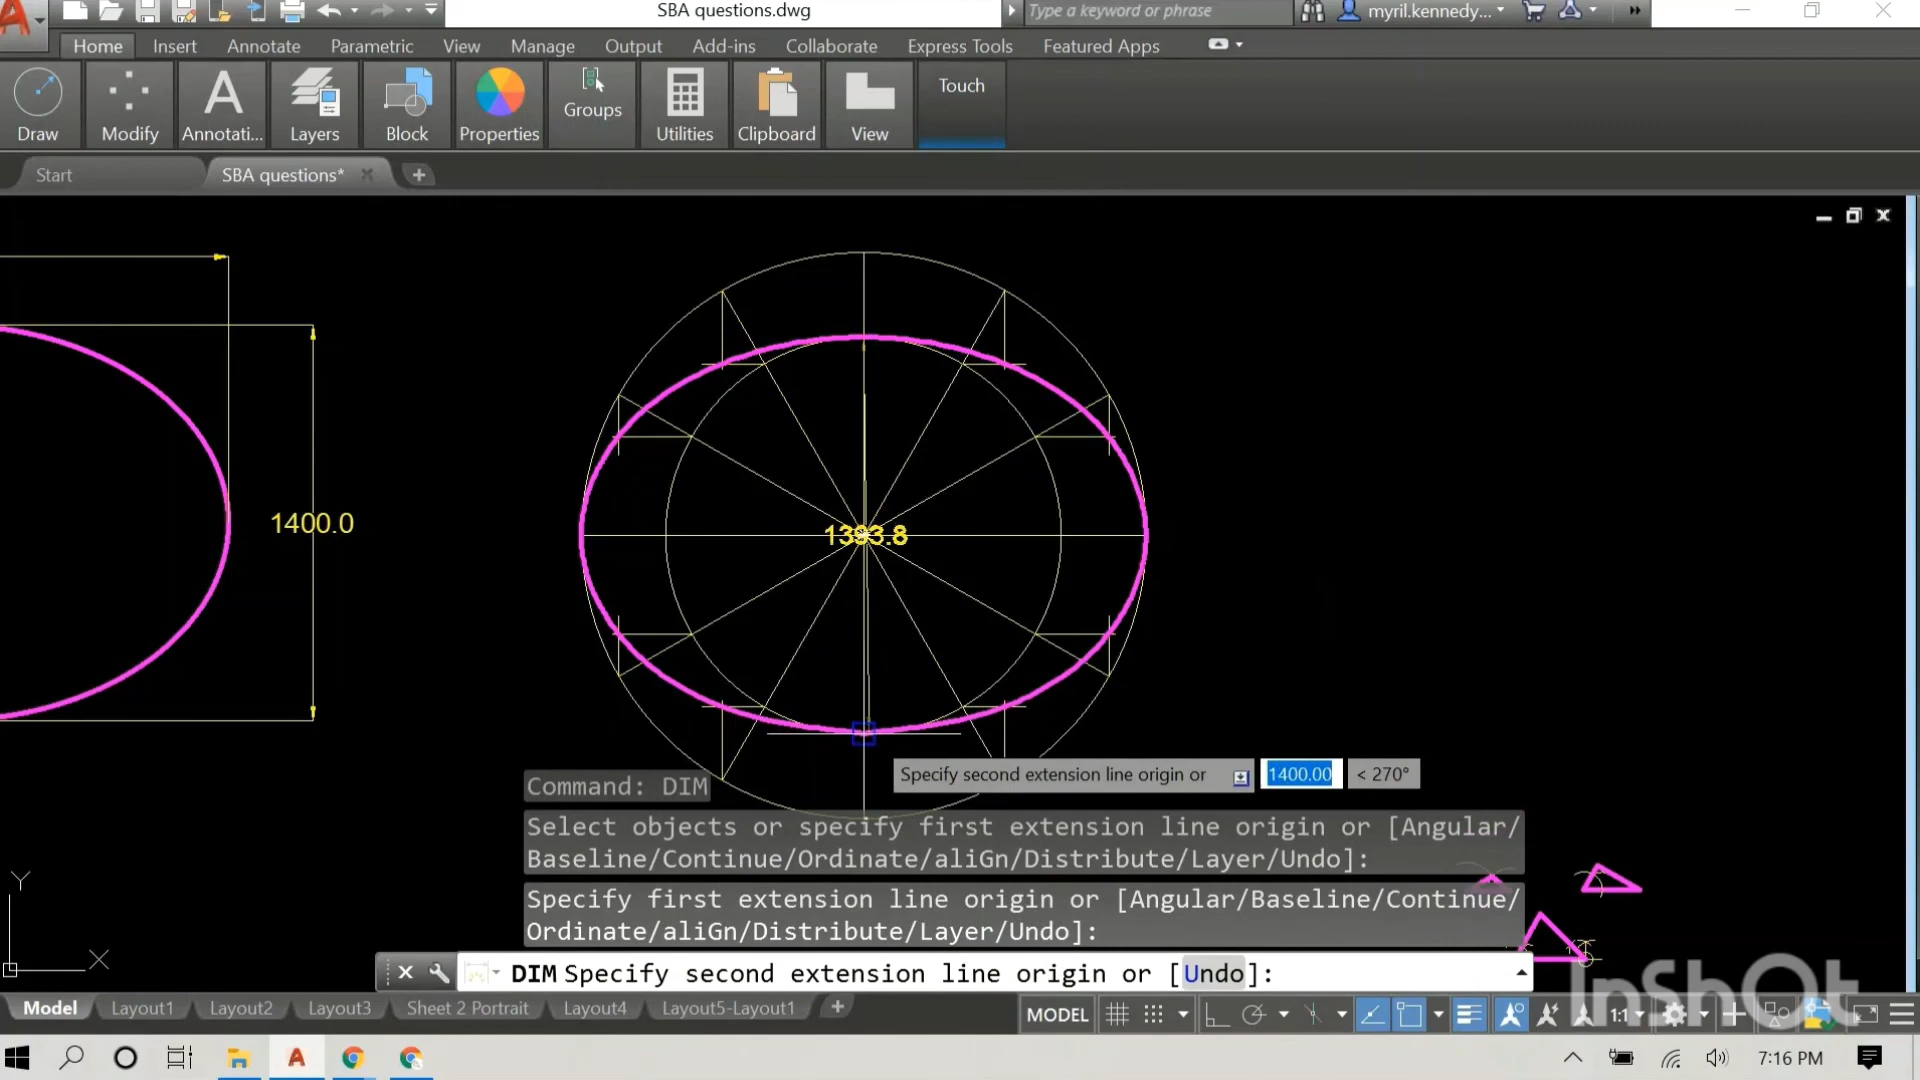 SBA questions.dwg
Type a keyword or phrase
myril.kennedy...
Home Insert Annotate Parametric View Manage Output Add-ins Collaborate Express Tools Featured Apps
Draw Modify Annotati... Layers Block Properties Groups Utilities Clipboard View Touch
Start SBA questions*
1400.0
1393.8
Specify second extension line origin or 1400.00 < 270°
Command: DIM
Select objects or specify first extension line origin or [Angular/
Baseline/Continue/Ordinate/aliGn/Distribute/Layer/Undo]:
Specify first extension line origin or [Angular/Baseline/Continue/
Ordinate/aliGn/Distribute/Layer/Undo]:
Y
X
DIM Specify second extension line origin or [Undo]:
Model Layout1 Layout2 Layout3 Sheet 2 Portrait Layout4 Layout5-Layout1
MODEL 1:1
InShOt
7:16 PM